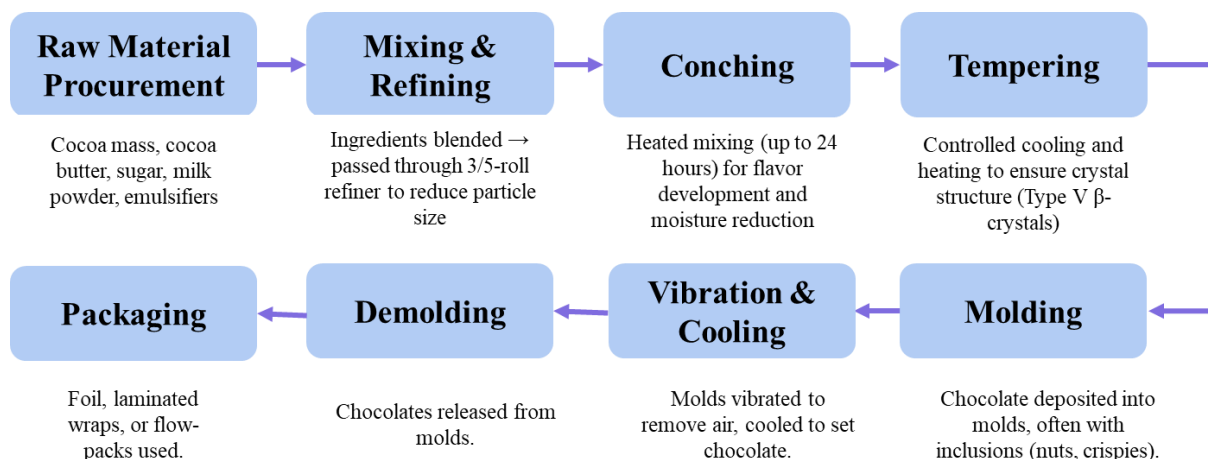 Raw Material
Procurement
Mixing &
Refining
Conching
Tempering
Cocoa mass, cocoa
butter, sugar, milk
powder, emulsifiers
Ingredients blended →
passed through 3/5-roll
refiner to reduce particle
size
Heated mixing (up to 24
hours) for flavor
development and
moisture reduction
Controlled cooling and
heating to ensure crystal
structure (Type V β-
crystals)
Packaging
Demolding
Vibration &
Cooling
Molding
Foil, laminated
wraps, or flow-
packs used.
Chocolates released from
molds.
Molds vibrated to
remove air, cooled to set
chocolate.
Chocolate deposited into
molds, often with
inclusions (nuts, crispies).